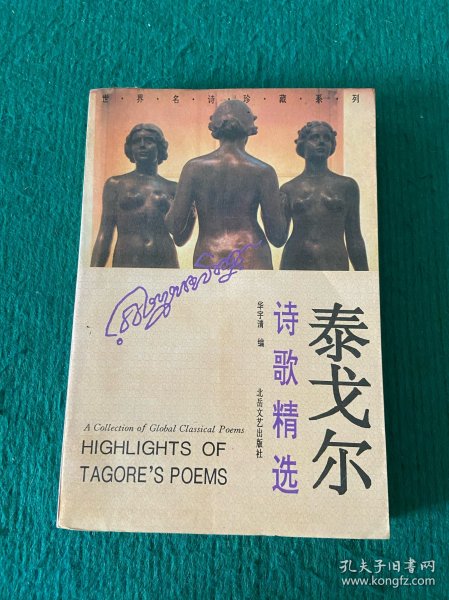 世·界·名·诗·珍·藏·系·列
泰戈尔
诗歌精选
华宇清 编
北岳文艺出版社
A Collection of Global Classical Poems
HIGHLIGHTS OF
TAGORE'S POEMS
孔夫子旧书网
www.kongfz.com